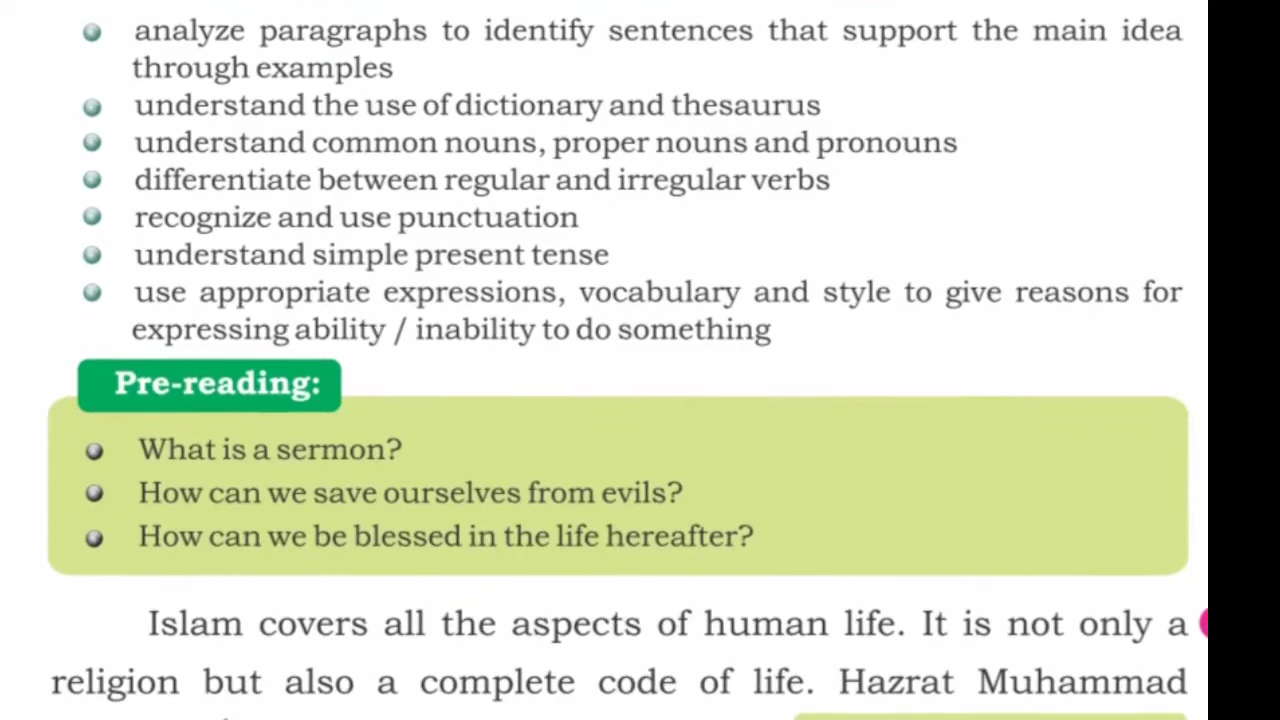 analyze paragraphs to identify sentences that support the main idea
through examples
understand the use of dictionary and thesaurus
understand common nouns, proper nouns and pronouns
differentiate between regular and irregular verbs
recognize and use punctuation
understand simple present tense
use appropriate expressions, vocabulary and style to give reasons for
expressing ability / inability to do something
Pre-reading:
What is a sermon?
How can we save ourselves from evils?
How can we be blessed in the life hereafter?
Islam covers all the aspects of human life. It is not only a
religion but also a complete code of life. Hazrat Muhammad